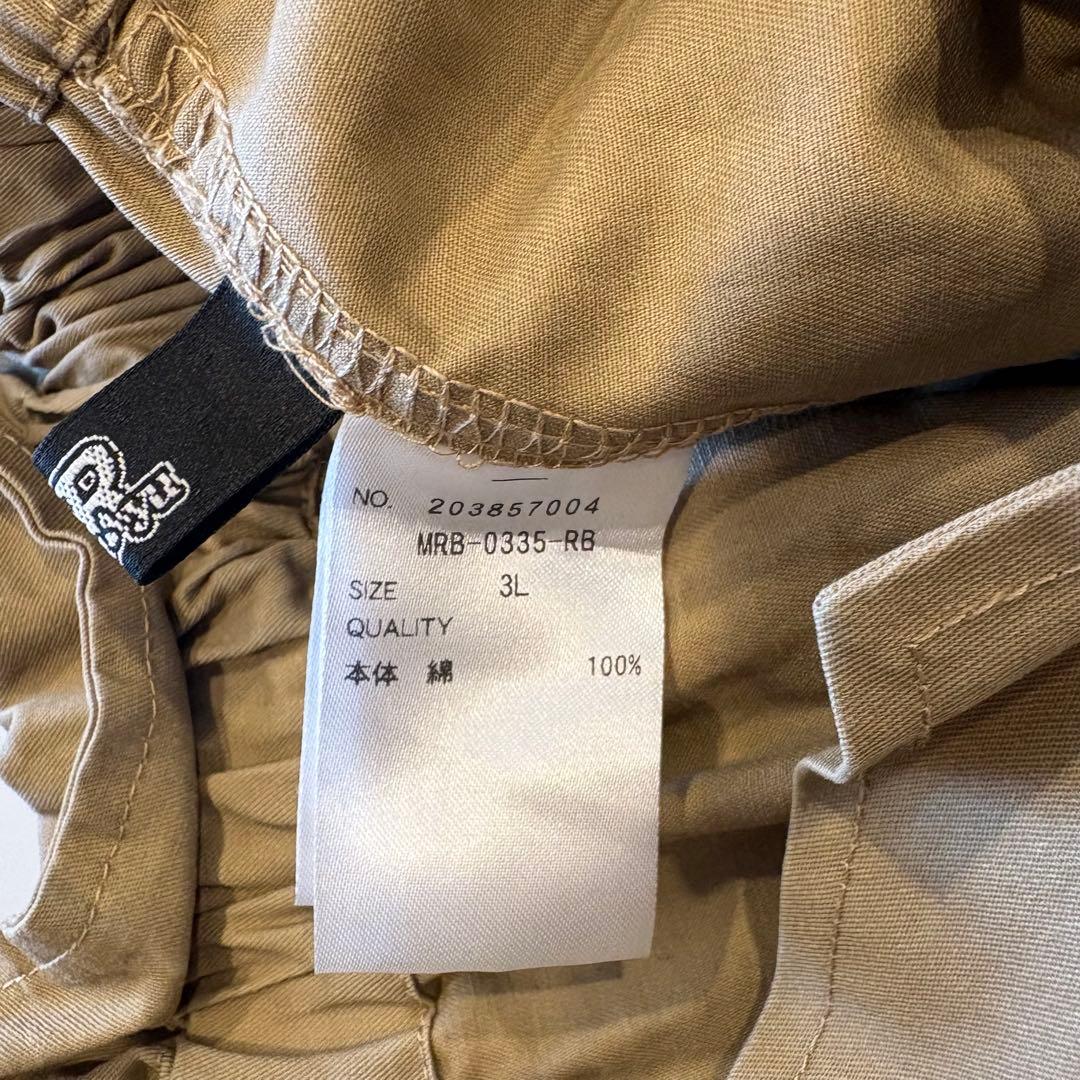 NO. 203857004
MRB-0335-RB
SIZE 3L
QUALITY
本体 綿 100%